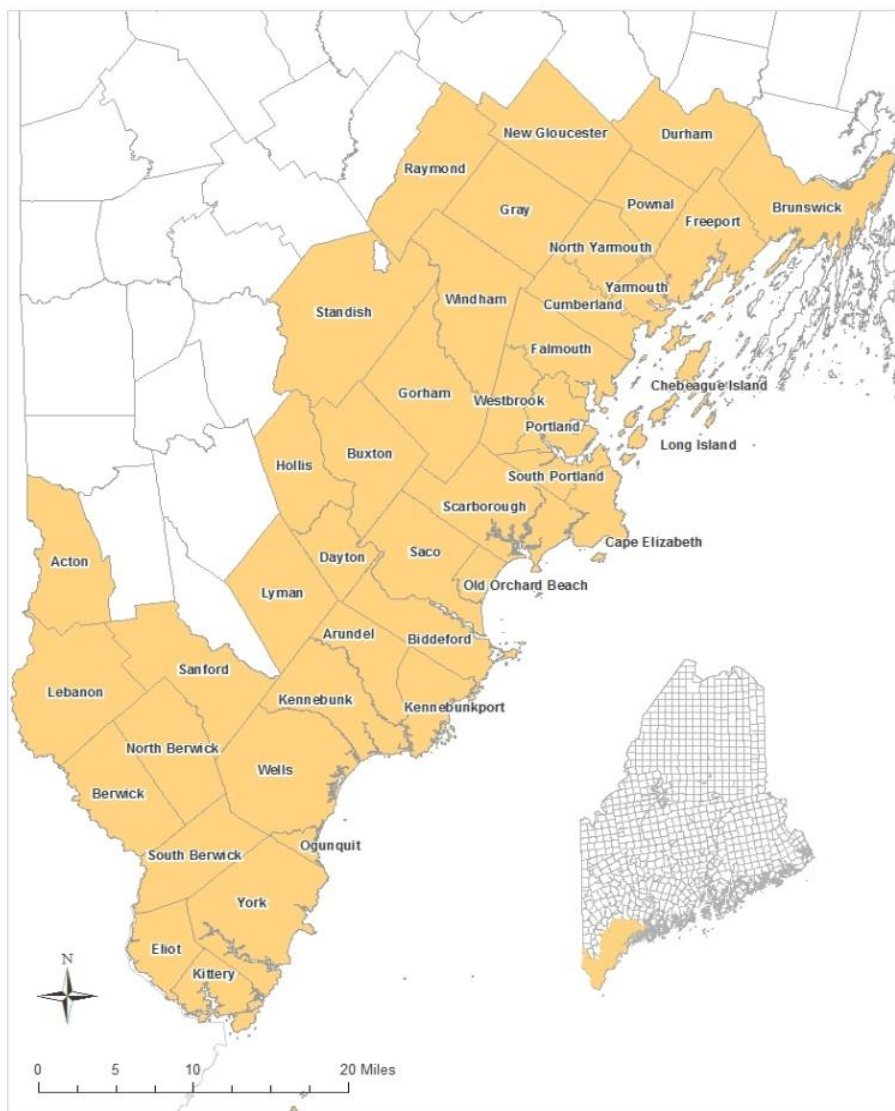 New Gloucester
Durham
Raymond
Pownal
Gray
Brunswick
Freeport
North Yarmouth
Yarmouth
Windham
Cumberland
Standish
Falmouth
Chebeague Island
Gorham
Westbrook
Portland
Long Island
Buxton
Hollis
South Portland
Scarborough
Cape Elizabeth
Saco
Dayton
Acton
Old Orchard Beach
Lyman
Arundel
Biddeford
Sanford
Lebanon
Kennebunk
Kennebunkport
North Berwick
Wells
Berwick
Ogunquit
South Berwick
York
Eliot
Kittery
N
0 5 10 20 Miles